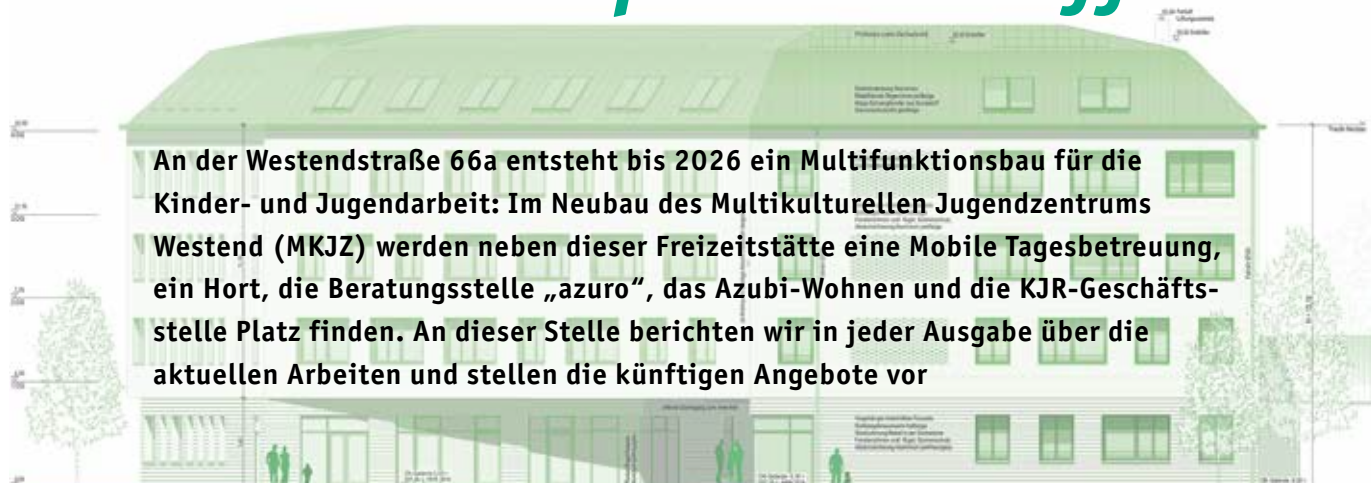 An der Westendstraße 66a entsteht bis 2026 ein Multifunktionsbau für die
Kinder- und Jugendarbeit: Im Neubau des Multikulturellen Jugendzentrums
Westend (MKJZ) werden neben dieser Freizeitstätte eine Mobile Tagesbetreuung,
ein Hort, die Beratungsstelle „azuro“, das Azubi-Wohnen und die KJR-Geschäfts-
stelle Platz finden. An dieser Stelle berichten wir in jeder Ausgabe über die
aktuellen Arbeiten und stellen die künftigen Angebote vor